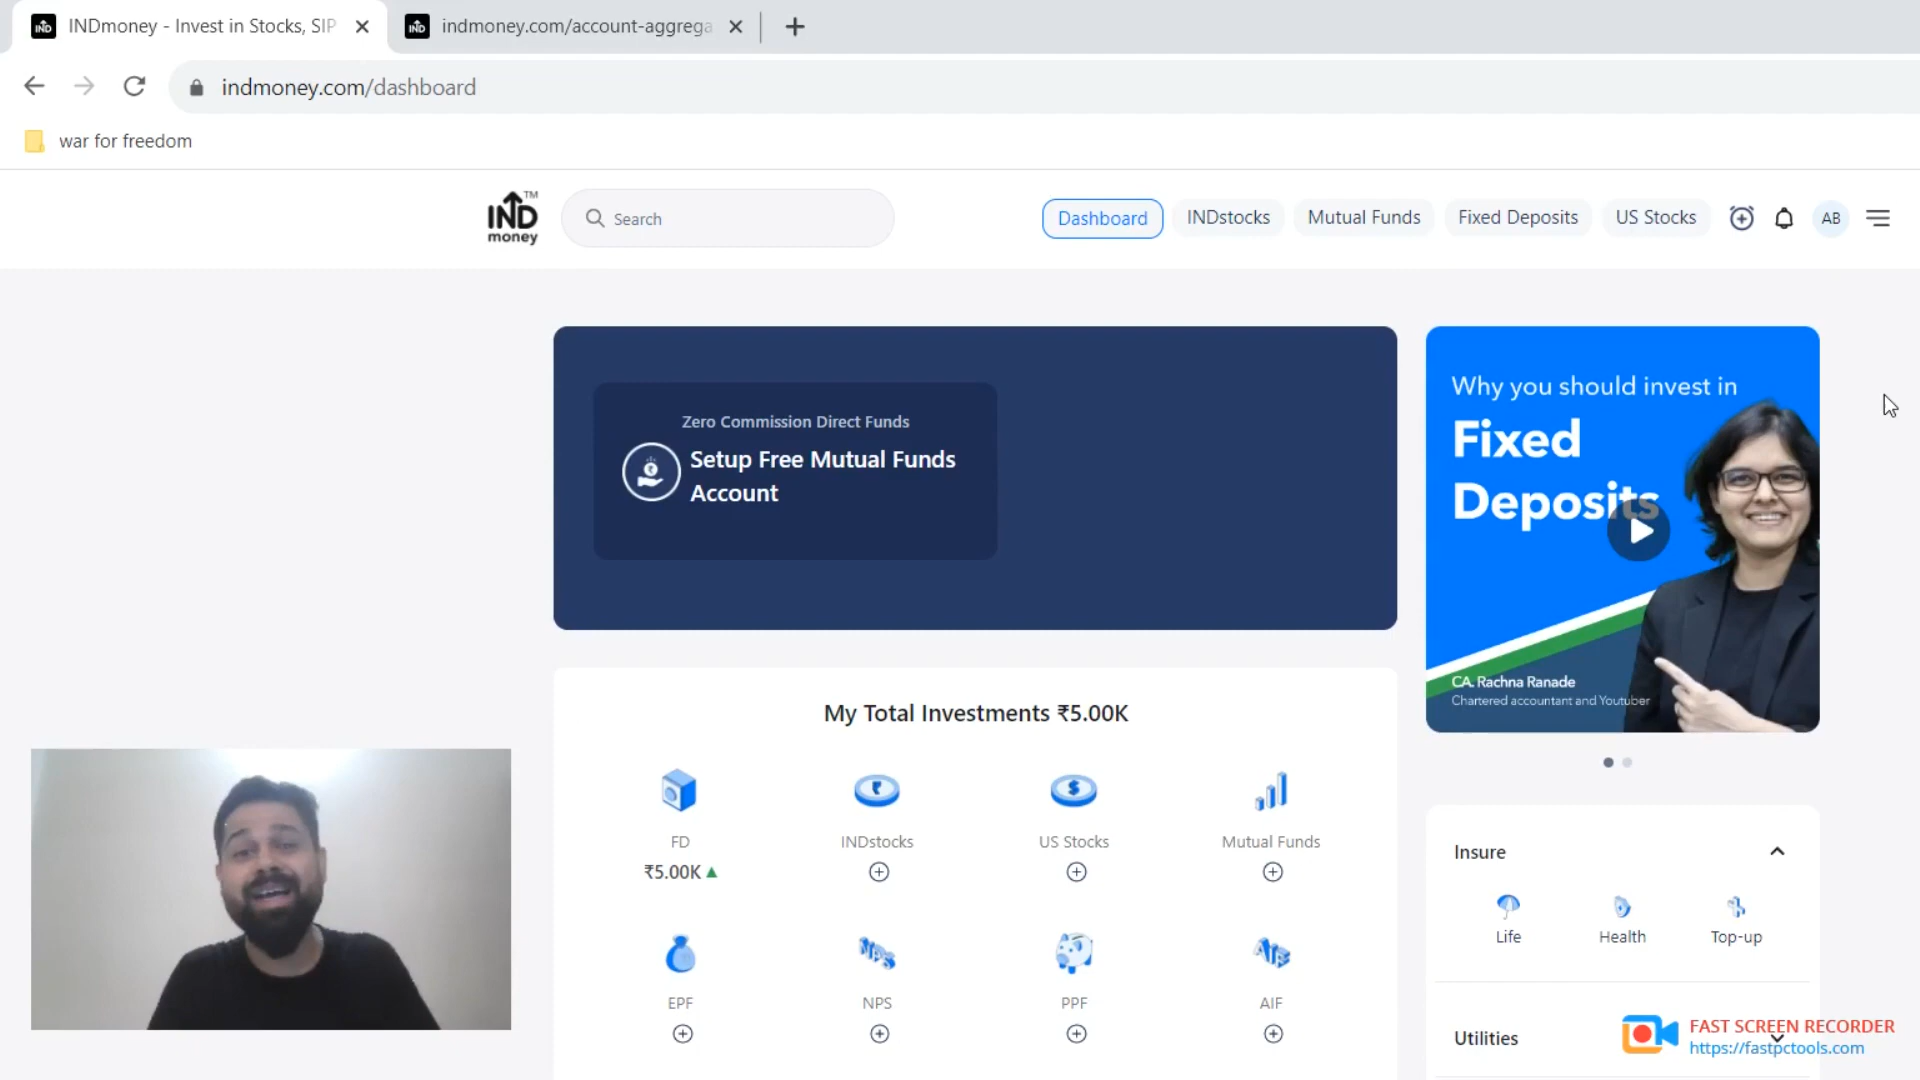 INDmoney - Invest in Stocks, SIP
indmoney.com/account-aggrega
indmoney.com/dashboard
war for freedom
IND
TM
money
Search
Dashboard
INDstocks
Mutual Funds
Fixed Deposits
US Stocks
AB
Zero Commission Direct Funds
Setup Free Mutual Funds
Account
Why you should invest in
Fixed
Deposits
CA. Rachna Ranade
Chartered accountant and Youtuber
My Total Investments ₹5.00K
FD
INDstocks
US Stocks
Mutual Funds
₹5.00K
NPS
AIF
EPF
NPS
PPF
AIF
Insure
Life
Health
Top-up
Utilities
FAST SCREEN RECORDER
https://fastpctools.com